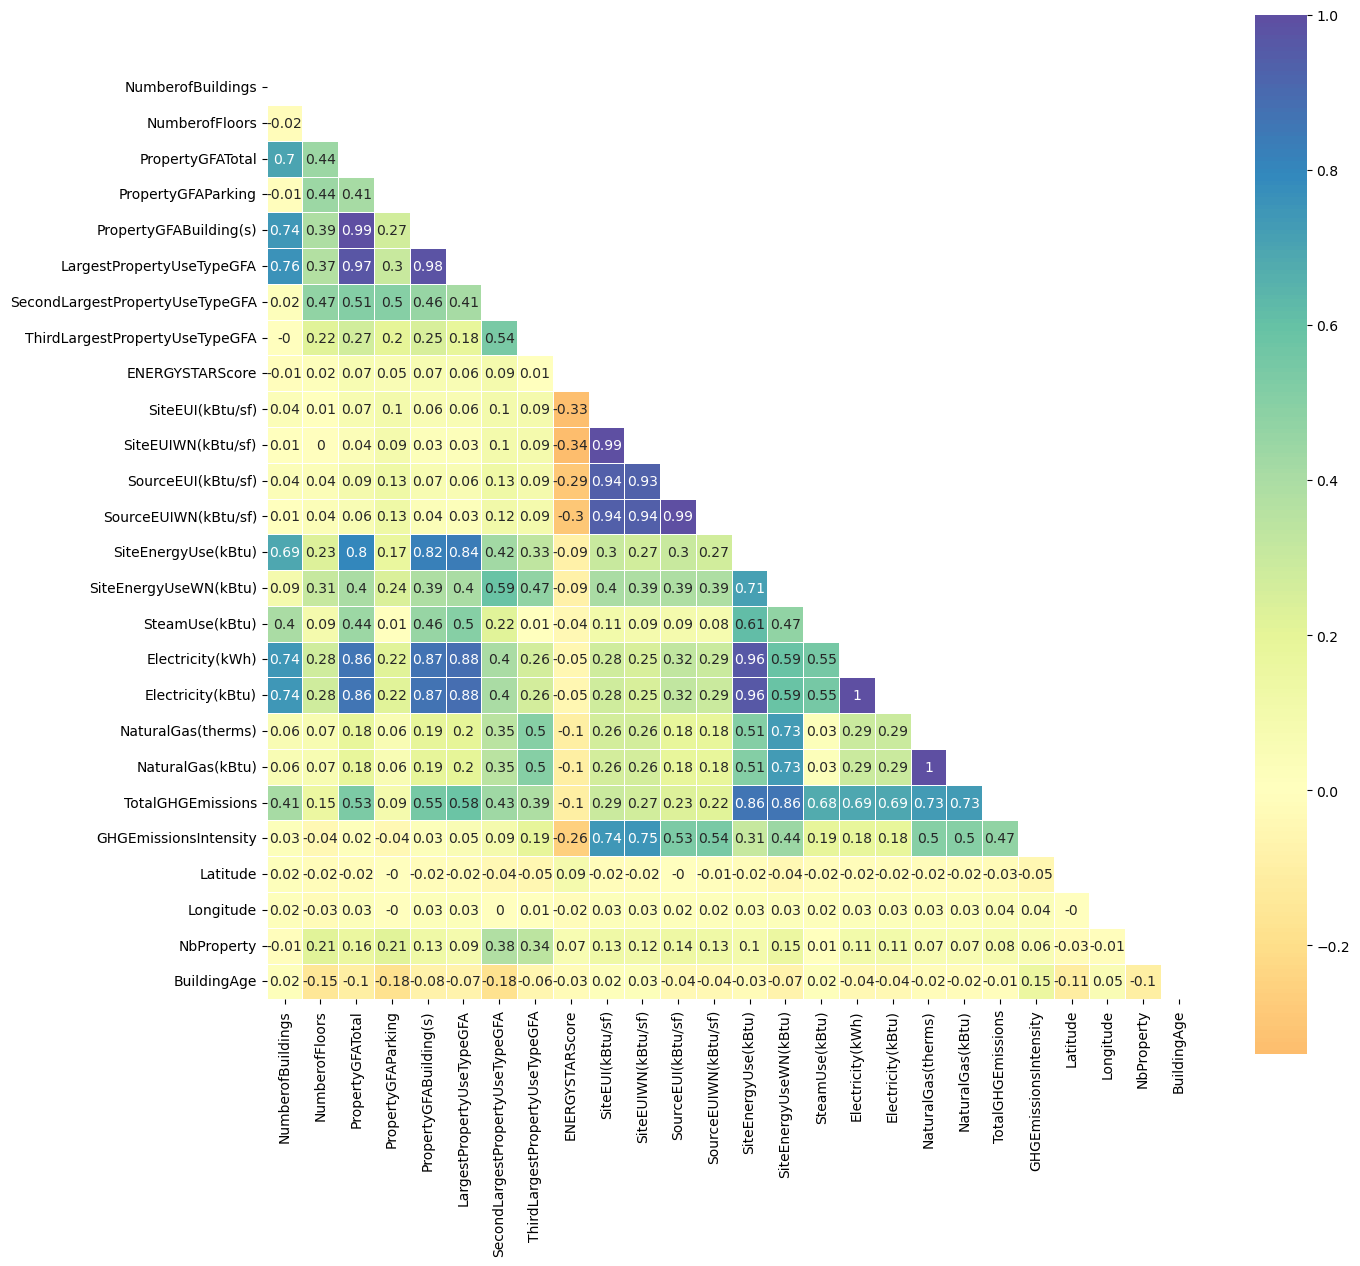 1.0
NumberofBuildings
NumberofFloors -0.02
PropertyGFATotal 0.7 0.44
0.8
PropertyGFAParking -0.01 0.44 0.41
PropertyGFABuilding(s) 0.74 0.39 0.99 0.27
LargestPropertyUseTypeGFA 0.76 0.37 0.97 0.3 0.98
SecondLargestPropertyUseTypeGFA 0.02 0.47 0.51 0.5 0.46 0.41
0.6
ThirdLargestPropertyUseTypeGFA -0 0.22 0.27 0.2 0.25 0.18 0.54
ENERGYSTARScore -0.01 0.02 0.07 0.05 0.07 0.06 0.09 0.01
SiteEUI(kBtu/sf) 0.04 0.01 0.07 0.1 0.06 0.06 0.1 0.09 -0.33
SiteEUIWN(kBtu/sf) 0.01 0 0.04 0.09 0.03 0.03 0.1 0.09 -0.34 0.99
SourceEUI(kBtu/sf) 0.04 0.04 0.09 0.13 0.07 0.06 0.13 0.09 -0.29 0.94 0.93
0.4
SourceEUIWN(kBtu/sf) 0.01 0.04 0.06 0.13 0.04 0.03 0.12 0.09 -0.3 0.94 0.94 0.99
SiteEnergyUse(kBtu) 0.69 0.23 0.8 0.17 0.82 0.84 0.42 0.33 -0.09 0.3 0.27 0.3 0.27
SiteEnergyUseWN(kBtu) 0.09 0.31 0.4 0.24 0.39 0.4 0.59 0.47 -0.09 0.4 0.39 0.39 0.39 0.71
SteamUse(kBtu) 0.4 0.09 0.44 0.01 0.46 0.5 0.22 0.01 -0.04 0.11 0.09 0.09 0.08 0.61 0.47
0.2
Electricity(kWh) 0.74 0.28 0.86 0.22 0.87 0.88 0.4 0.26 -0.05 0.28 0.25 0.32 0.29 0.96 0.59 0.55
Electricity(kBtu) 0.74 0.28 0.86 0.22 0.87 0.88 0.4 0.26 -0.05 0.28 0.25 0.32 0.29 0.96 0.59 0.55 1
NaturalGas(therms) 0.06 0.07 0.18 0.06 0.19 0.2 0.35 0.5 -0.1 0.26 0.26 0.18 0.18 0.51 0.73 0.03 0.29 0.29
NaturalGas(kBtu) 0.06 0.07 0.18 0.06 0.19 0.2 0.35 0.5 -0.1 0.26 0.26 0.18 0.18 0.51 0.73 0.03 0.29 0.29 1
0.0
TotalGHGEmissions 0.41 0.15 0.53 0.09 0.55 0.58 0.43 0.39 -0.1 0.29 0.27 0.23 0.22 0.86 0.86 0.68 0.69 0.69 0.73 0.73
GHGEmissionsIntensity 0.03 -0.04 0.02 -0.04 0.03 0.05 0.09 0.19 -0.26 0.74 0.75 0.53 0.54 0.31 0.44 0.19 0.18 0.18 0.5 0.5 0.47
Latitude 0.02 -0.02 -0.02 -0 -0.02 -0.02 -0.04 -0.05 0.09 -0.02 -0.02 -0 -0.01 -0.02 -0.04 -0.02 -0.02 -0.02 -0.02 -0.02 -0.03 -0.05
Longitude 0.02 -0.03 0.03 -0 0.03 0.03 0 0.01 -0.02 0.03 0.03 0.02 0.02 0.03 0.03 0.02 0.03 0.03 0.03 0.03 0.04 0.04 -0
NbProperty -0.01 0.21 0.16 0.21 0.13 0.09 0.38 0.34 0.07 0.13 0.12 0.14 0.13 0.1 0.15 0.01 0.11 0.11 0.07 0.07 0.08 0.06 -0.03 -0.01
-0.2
BuildingAge 0.02 -0.15 -0.1 -0.18 -0.08 -0.07 -0.18 -0.06 -0.03 0.02 0.03 -0.04 -0.04 -0.03 -0.07 0.02 -0.04 -0.04 -0.02 -0.02 -0.01 0.15 -0.11 0.05 -0.1
NumberofBuildings
NumberofFloors
PropertyGFATotal
PropertyGFAParking
PropertyGFABuilding(s)
LargestPropertyUseTypeGFA
SecondLargestPropertyUseTypeGFA
ThirdLargestPropertyUseTypeGFA
ENERGYSTARScore
SiteEUI(kBtu/sf)
SiteEUIWN(kBtu/sf)
SourceEUI(kBtu/sf)
SourceEUIWN(kBtu/sf)
SiteEnergyUse(kBtu)
SiteEnergyUseWN(kBtu)
SteamUse(kBtu)
Electricity(kWh)
Electricity(kBtu)
NaturalGas(therms)
NaturalGas(kBtu)
TotalGHGEmissions
GHGEmissionsIntensity
Latitude
Longitude
NbProperty
BuildingAge